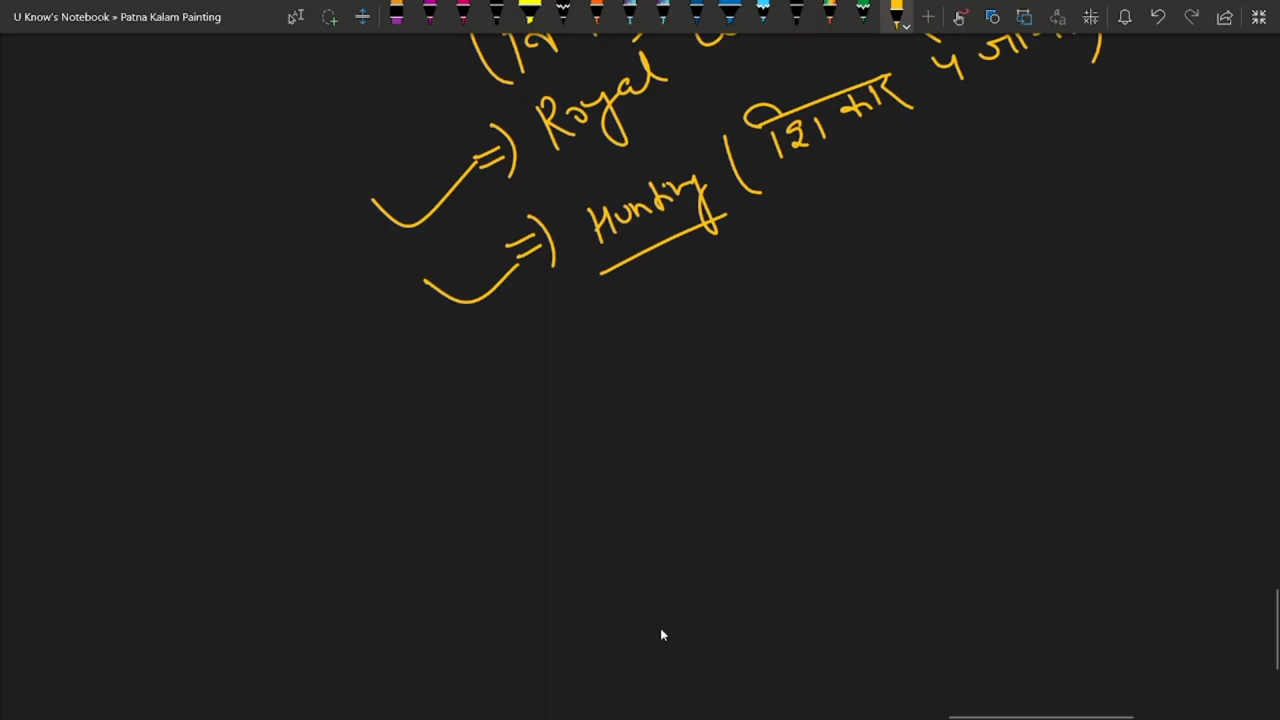 U Know's Notebook » Patna Kalam Painting
⇒ Royal
⇒ Hunting (शिकार पे जा